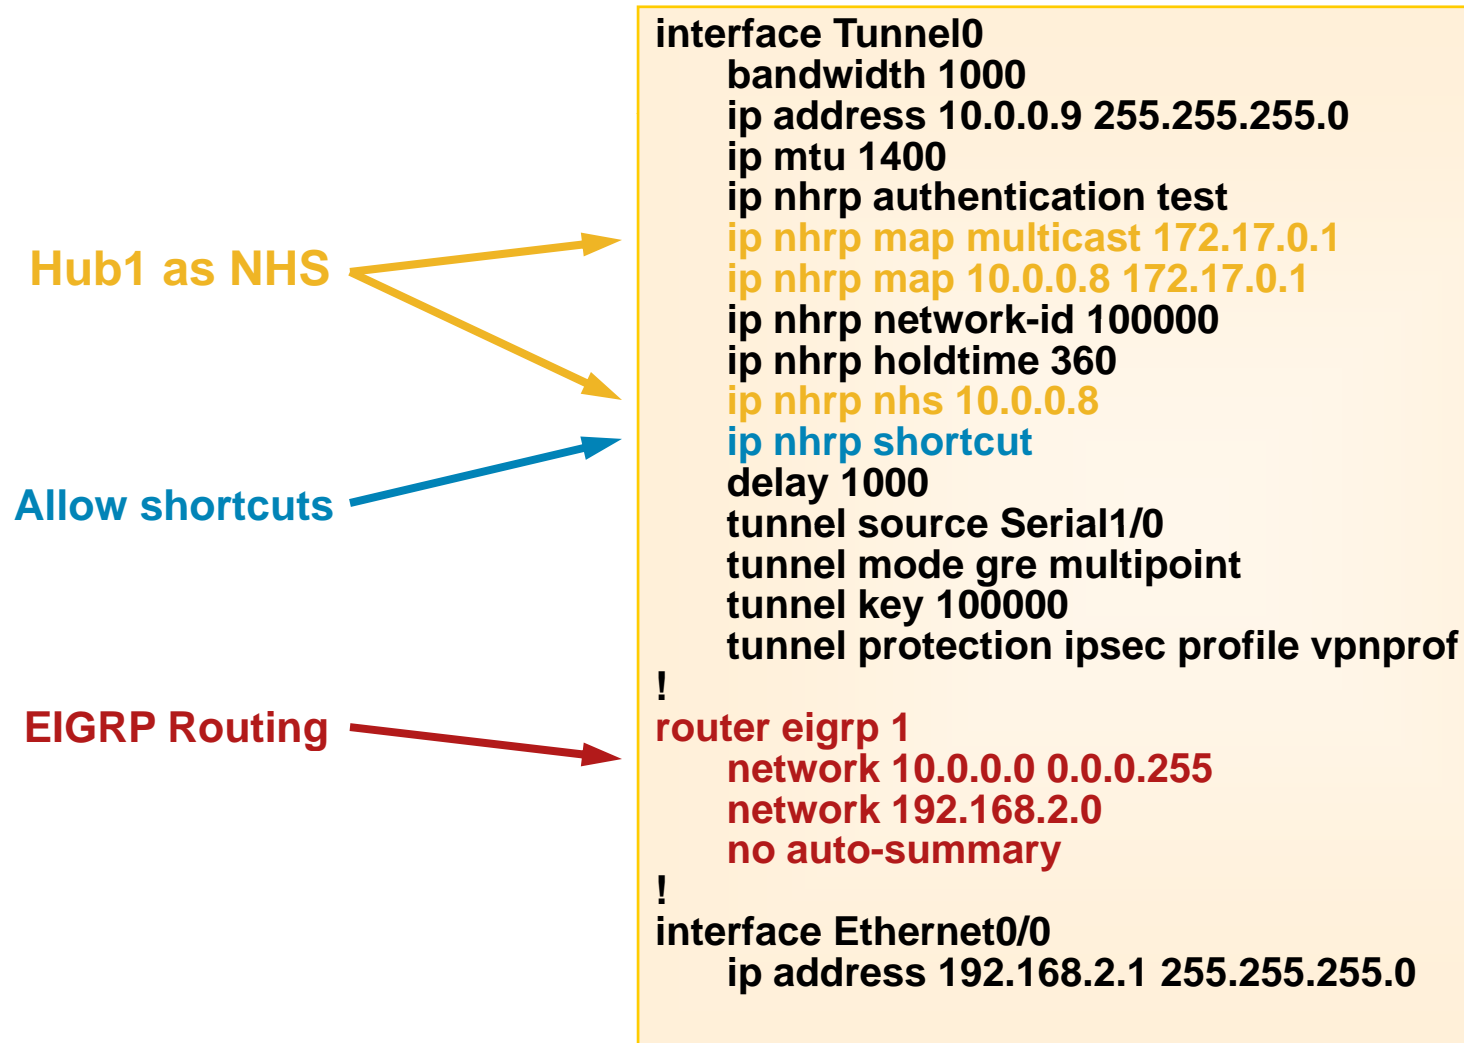 interface Tunnel0
bandwidth 1000
ip address 10.0.0.9 255.255.255.0
ip mtu 1400
ip nhrp authentication test
ip nhrp map multicast 172.17.0.1
ip nhrp map 10.0.0.8 172.17.0.1
ip nhrp network-id 100000
ip nhrp holdtime 360
ip nhrp nhs 10.0.0.8
ip nhrp shortcut
delay 1000
tunnel source Serial1/0
tunnel mode gre multipoint
tunnel key 100000
tunnel protection ipsec profile vpnprof
!
router eigrp 1
network 10.0.0.0 0.0.0.255
network 192.168.2.0
no auto-summary
!
interface Ethernet0/0
ip address 192.168.2.1 255.255.255.0
Hub1 as NHS
Allow shortcuts
EIGRP Routing